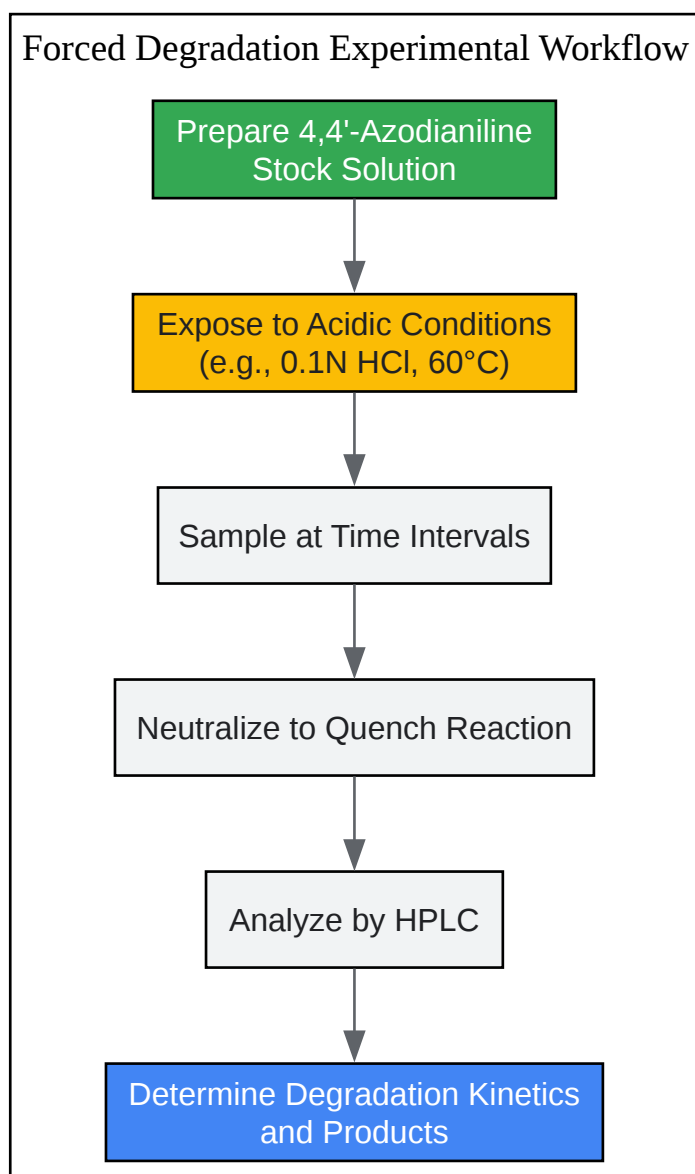 Forced Degradation Experimental Workflow
Prepare 4,4'-Azodianiline
Stock Solution
Expose to Acidic Conditions
(e.g., 0.1N HCl, 60°C)
Sample at Time Intervals
Neutralize to Quench Reaction
Analyze by HPLC
Determine Degradation Kinetics
and Products